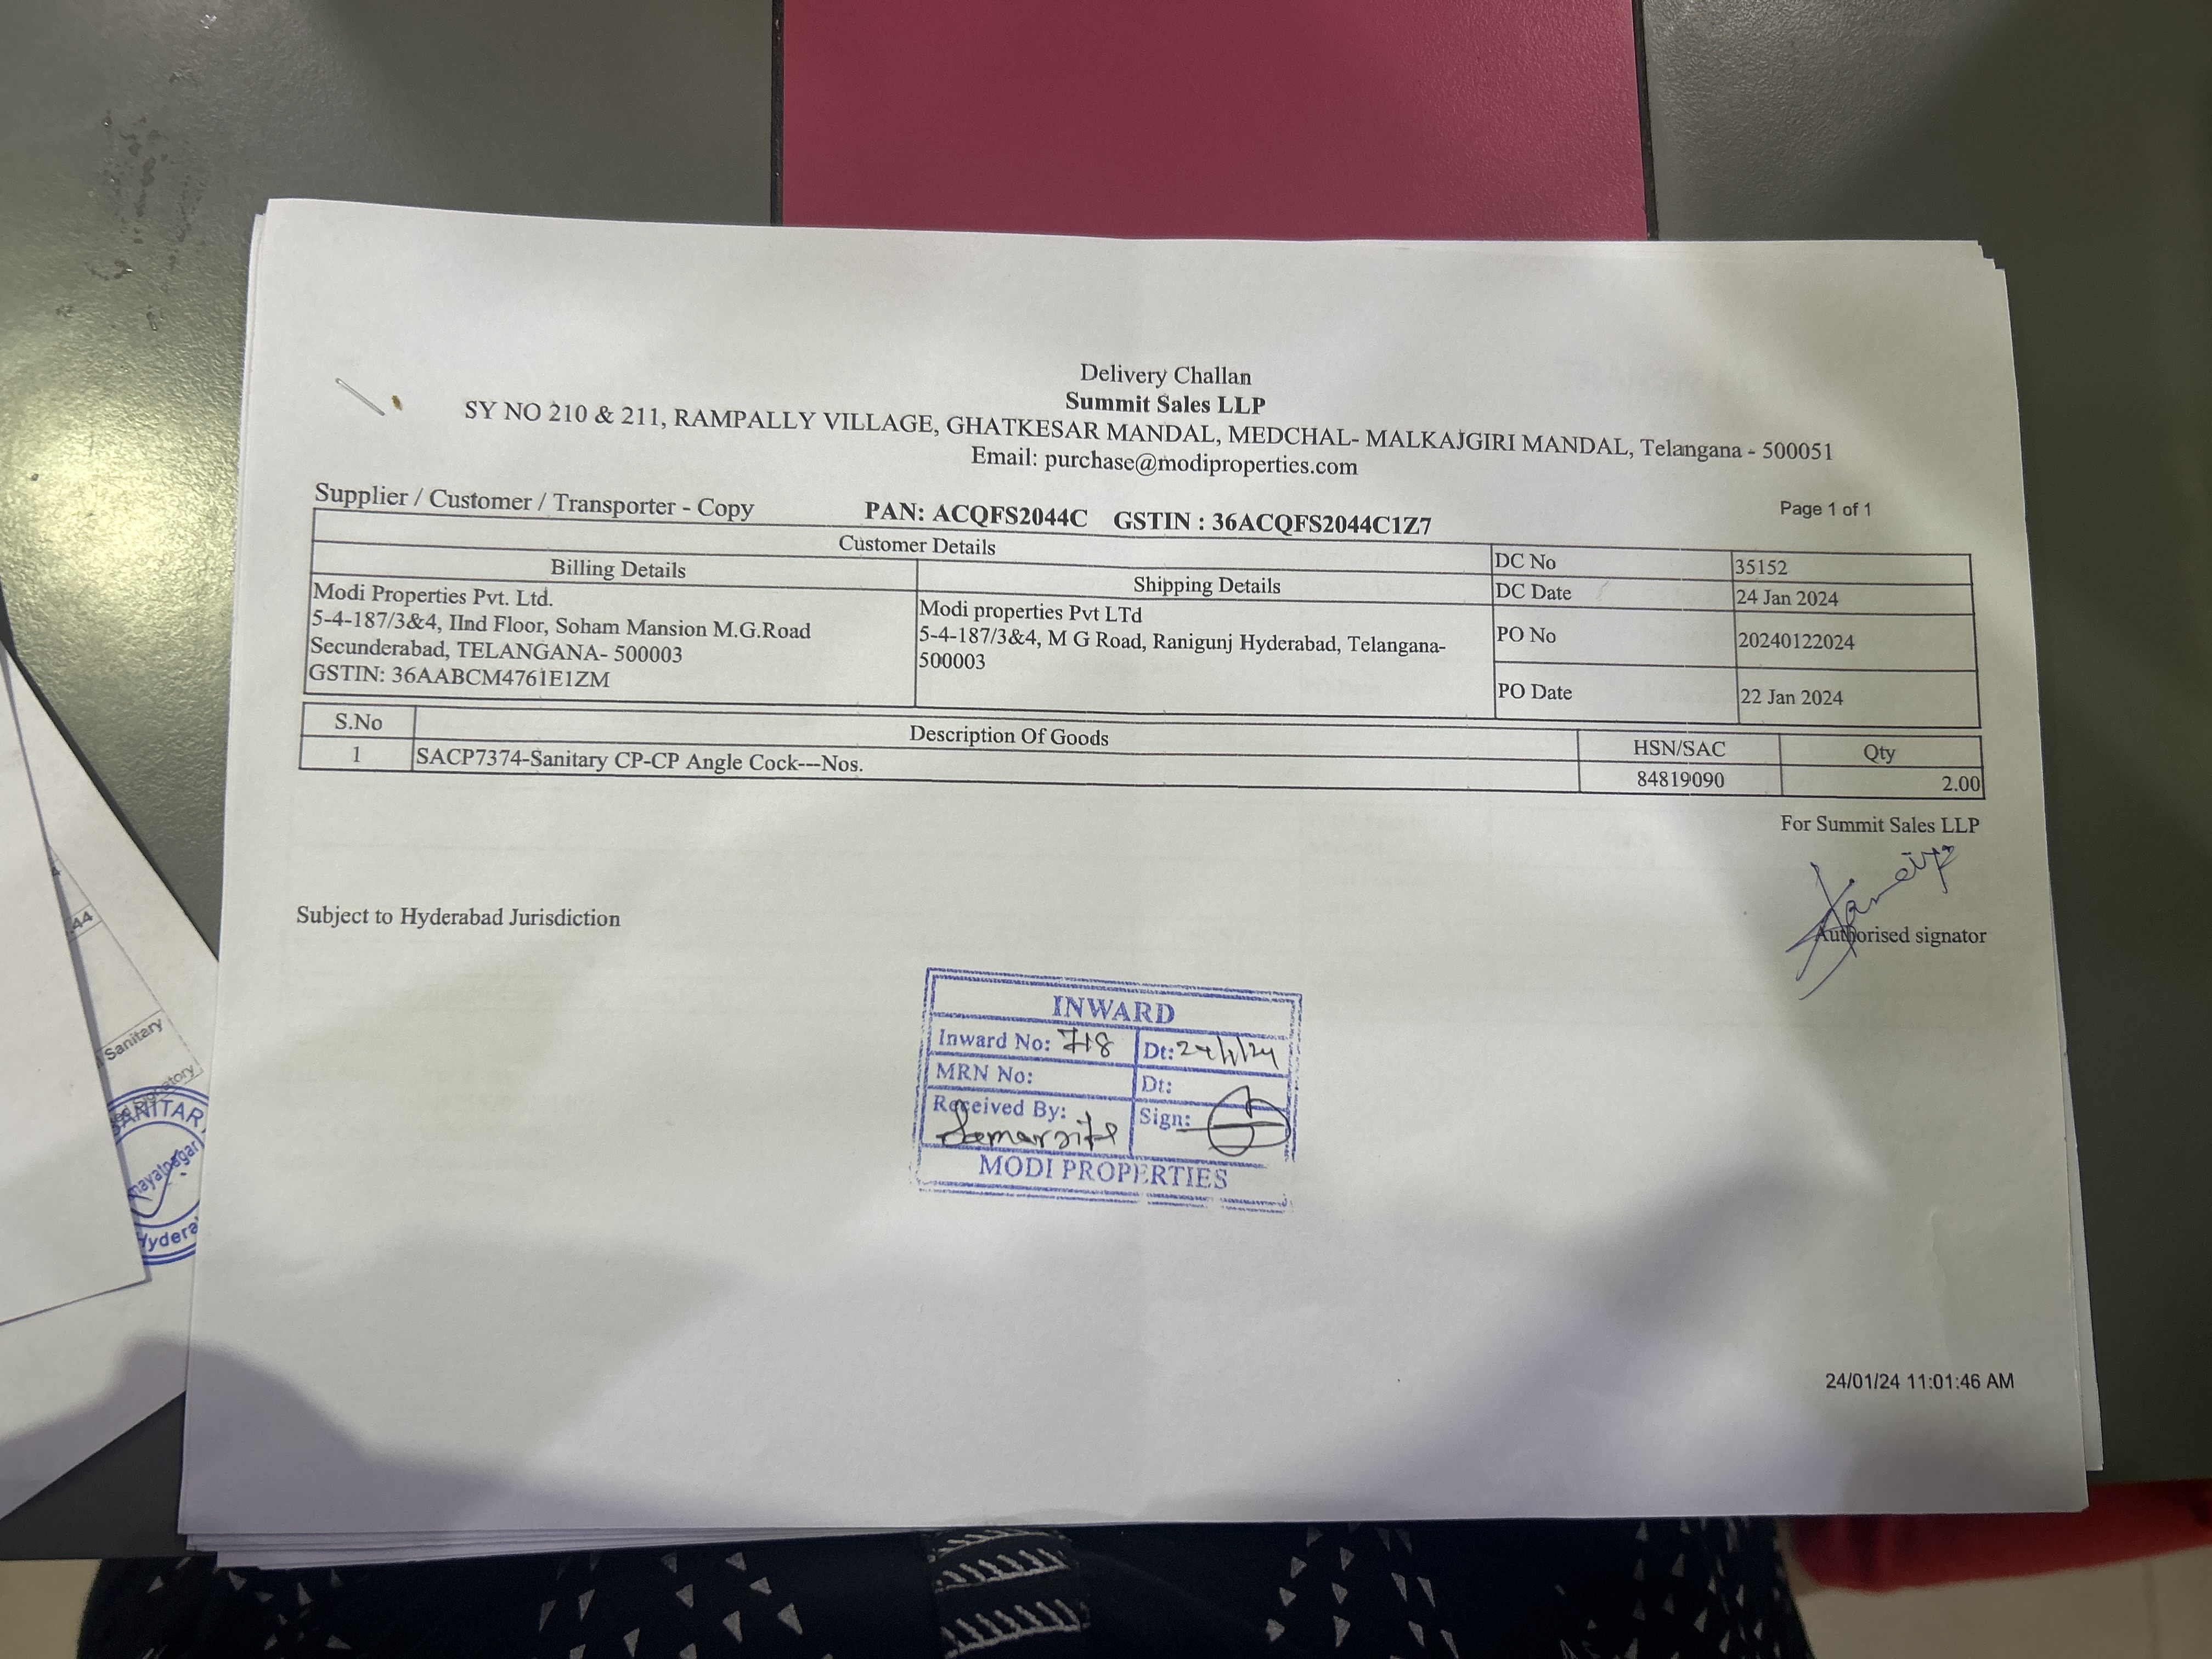 Delivery Challan
Summit Sales LLP
SY NO 210 & 211, RAMPALLY VILLAGE, GHATKESAR MANDAL, MEDCHAL- MALKAJGIRI MANDAL, Telangana - 500051
Email: purchase@modiproperties.com
Supplier / Customer / Transporter - Copy PAN: ACQFS2044C GSTIN : 36ACQFS2044C1Z7 Page 1 of 1
Customer Details
Billing Details
Modi Properties Pvt. Ltd.
5-4-187/3&4, IInd Floor, Soham Mansion M.G.Road
Secunderabad, TELANGANA- 500003
GSTIN: 36AABCM4761E1ZM
Shipping Details
Modi properties Pvt LTd
5-4-187/3&4, M G Road, Ranigunj Hyderabad, Telangana-
500003
DC No 35152
DC Date 24 Jan 2024
PO No 20240122024
PO Date 22 Jan 2024
S.No Description Of Goods HSN/SAC Qty
1 SACP7374-Sanitary CP-CP Angle Cock---Nos. 84819090 2.00
For Summit Sales LLP
Authorised signator
Subject to Hyderabad Jurisdiction
INWARD
Inward No: 718 Dt: 24/1/24
MRN No: Dt:
Received By: Sign:
MODI PROPERTIES
24/01/24 11:01:46 AM
44
Sanitary
SANITAR
mayatnagar
Hydera